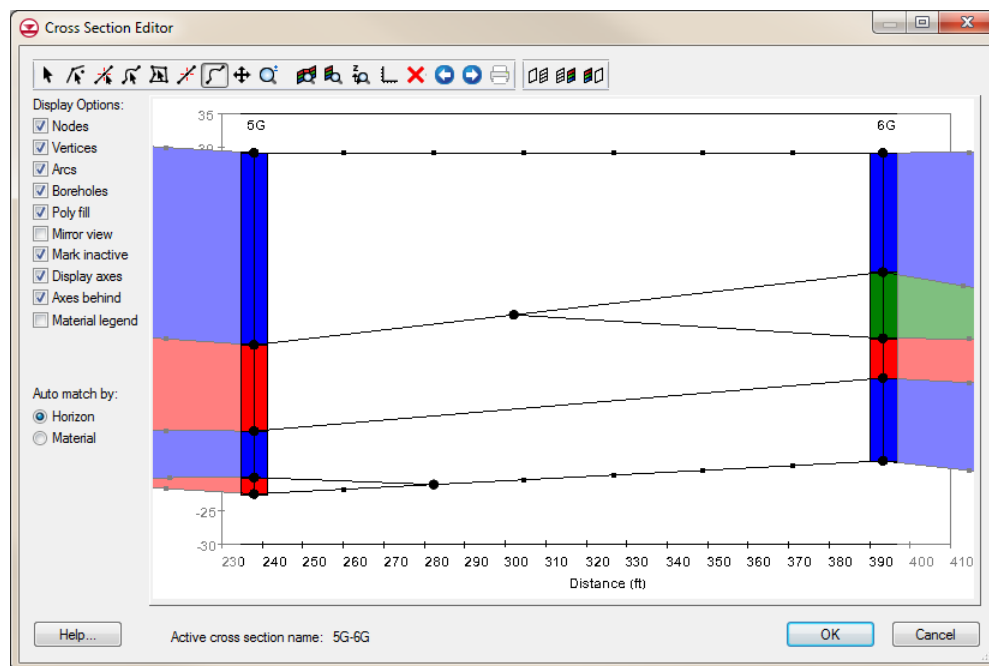 Cross Section Editor
Display Options:
Nodes
Vertices
Arcs
Boreholes
Poly fill
Mirror view
Mark inactive
Display axes
Axes behind
Material legend
Auto match by:
Horizon
Material
35
30
5G
6G
-25
-30
230 240 250 260 270 280 290 300 310 320 330 340 350 360 370 380 390 400 410
Distance (ft)
Help...
Active cross section name: 5G-6G
OK
Cancel